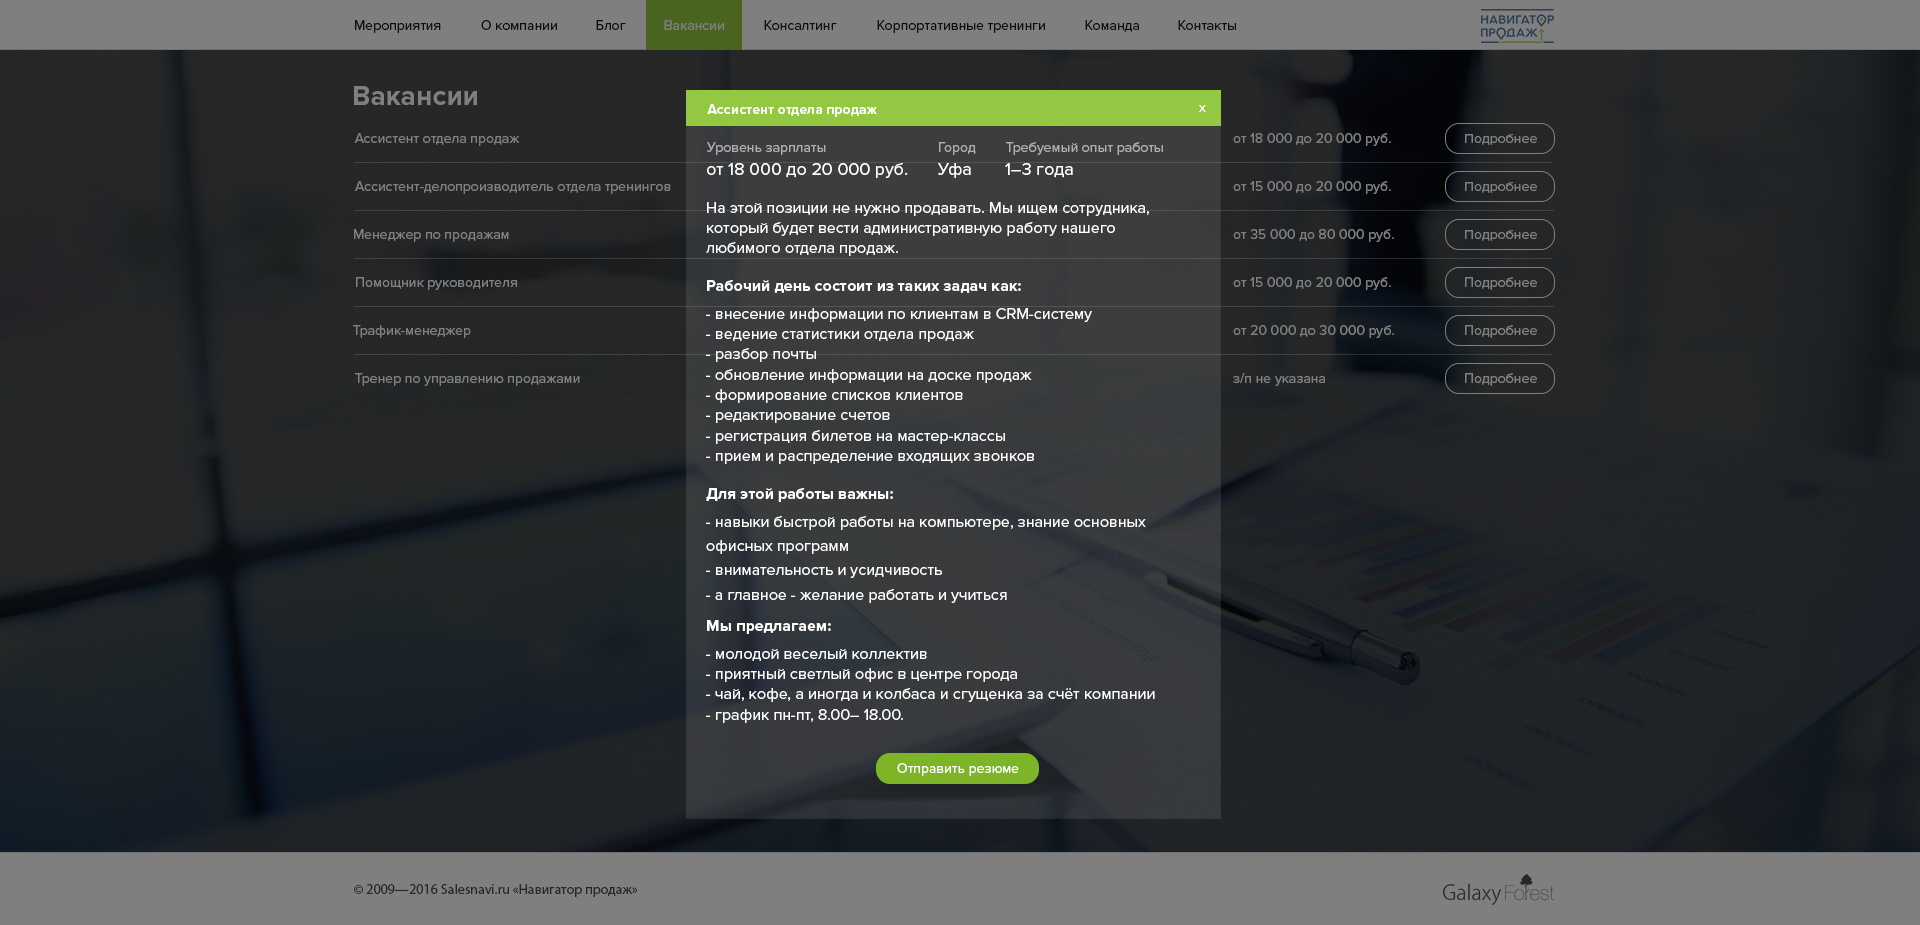 Мероприятия О компании Блог Вакансии Консалтинг Корпортативные тренинги Команда Контакты
НАВИГАТОР
ПРОДАЖ
Вакансии
Ассистент отдела продаж от 18 000 до 20 000 руб. Подробнее
Ассистент-делопроизводитель отдела тренингов от 15 000 до 20 000 руб. Подробнее
Менеджер по продажам от 35 000 до 80 000 руб. Подробнее
Помощник руководителя от 15 000 до 20 000 руб. Подробнее
Трафик-менеджер от 20 000 до 30 000 руб. Подробнее
Тренер по управлению продажами з/п не указана Подробнее
Ассистент отдела продаж x
Уровень зарплаты Город Требуемый опыт работы
от 18 000 до 20 000 руб. Уфа 1–3 года
На этой позиции не нужно продавать. Мы ищем сотрудника,
который будет вести административную работу нашего
любимого отдела продаж.
Рабочий день состоит из таких задач как:
- внесение информации по клиентам в CRM-систему
- ведение статистики отдела продаж
- разбор почты
- обновление информации на доске продаж
- формирование списков клиентов
- редактирование счетов
- регистрация билетов на мастер-классы
- прием и распределение входящих звонков
Для этой работы важны:
- навыки быстрой работы на компьютере, знание основных
офисных программ
- внимательность и усидчивость
- а главное - желание работать и учиться
Мы предлагаем:
- молодой веселый коллектив
- приятный светлый офис в центре города
- чай, кофе, а иногда и колбаса и сгущенка за счёт компании
- график пн-пт, 8.00– 18.00.
Отправить резюме
© 2009—2016 Salesnavi.ru «Навигатор продаж»
Galaxy Forest